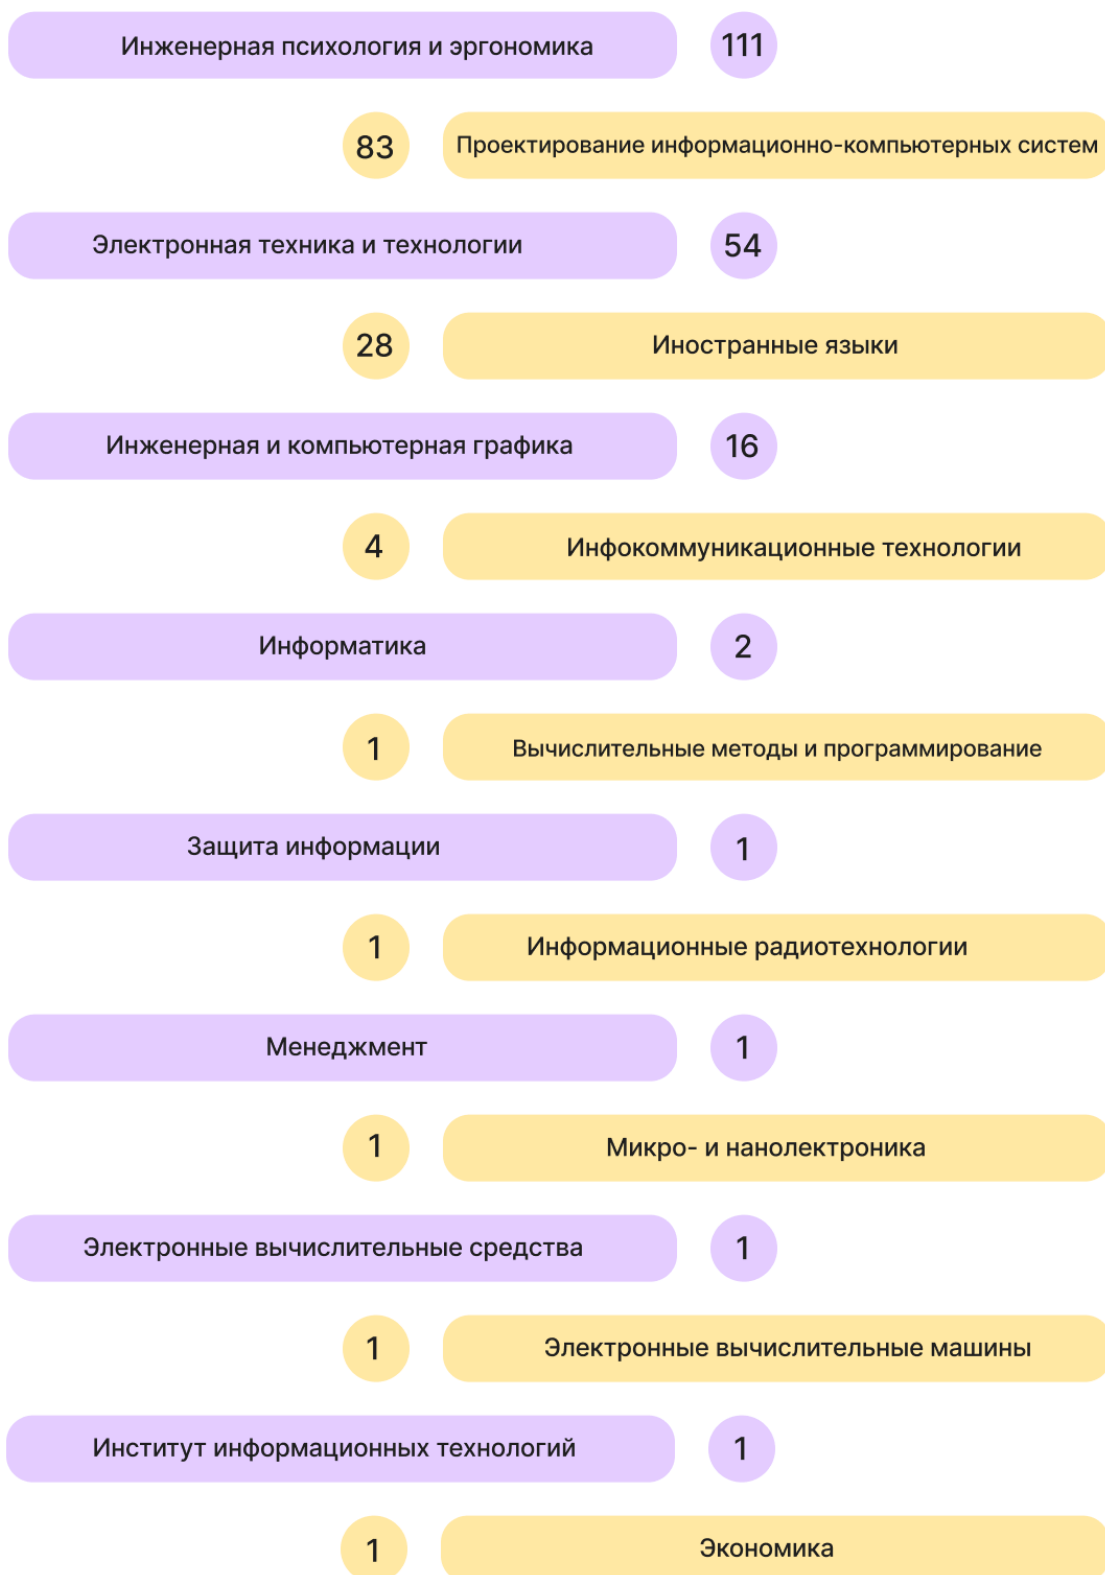 Инженерная психология и эргономика 111
83 Проектирование информационно-компьютерных систем
Электронная техника и технологии 54
28 Иностранные языки
Инженерная и компьютерная графика 16
4 Инфокоммуникационные технологии
Информатика 2
1 Вычислительные методы и программирование
Защита информации 1
1 Информационные радиотехнологии
Менеджмент 1
1 Микро- и нанолектроника
Электронные вычислительные средства 1
1 Электронные вычислительные машины
Институт информационных технологий 1
1 Экономика